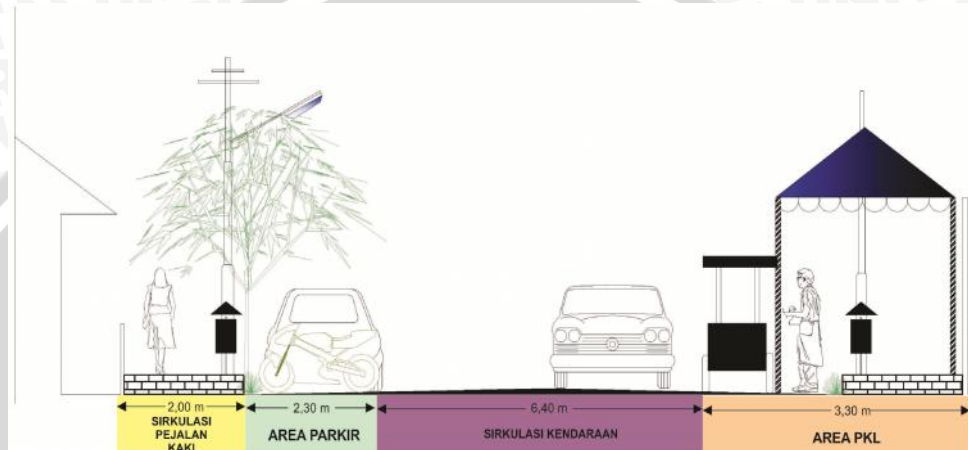 2,00 m
SIRKULASI
PEJALAN
KAKI
2,30 m
AREA PARKIR
6,40 m
SIRKULASI KENDARAAN
3,30 m
AREA PKL